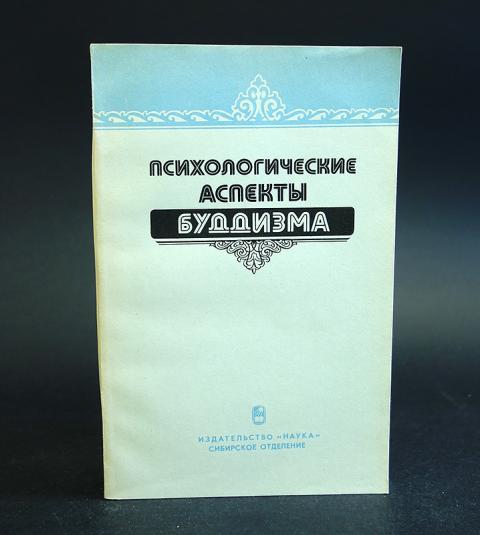 ПСИХОЛОГИЧЕСКИЕ
АСПЕКТЫ
БУДДИЗМА
ИЗДАТЕЛЬСТВО «НАУКА»
СИБИРСКОЕ ОТДЕЛЕНИЕ